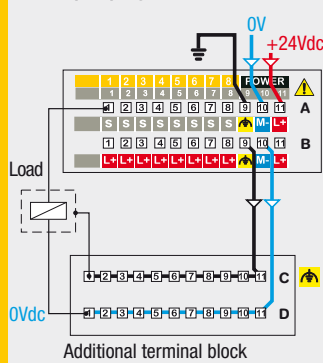 0V
+24Vdc
1 2 3 4 5 6 7 8 POWER
1 2 3 4 5 6 7 8 9 10 11
1 2 3 4 5 6 7 8 9 10 11 A
S S S S S S S S M- L+
1 2 3 4 5 6 7 8 9 10 11 B
L+ L+ L+ L+ L+ L+ L+ L+ M- L+
Load
1 2 3 4 5 6 7 8 9 10 11 C
0Vdc
1 2 3 4 5 6 7 8 9 10 11 D
Additional terminal block